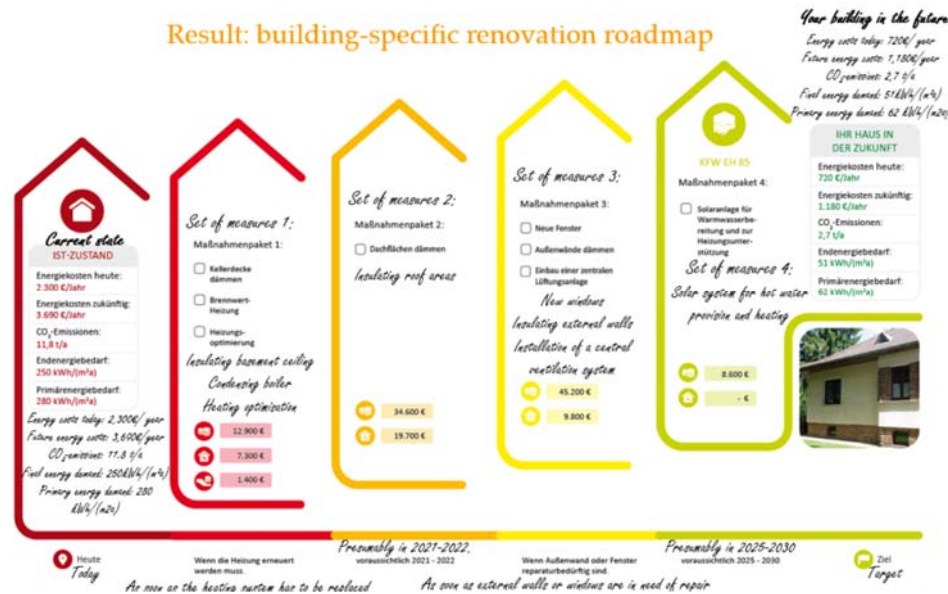 Result: building-specific renovation roadmap
Your building in the future
Energy costs today: 720€/ year
Future energy costs: 1,180€/year
CO₂emissions: 2,7 t/a
Final energy demand: 51kWh/(m²a)
Primary energy demand: 62 kWh/(m2a)
IHR HAUS IN
DER ZUKUNFT
Energiekosten heute:
720 €/Jahr
Energiekosten zukünftig:
1.180 €/Jahr
CO₂-Emissionen:
2,7 t/a
Endenergiebedarf:
51 kWh/(m²a)
Primärenergiebedarf:
62 kWh/(m²a)
Current state
IST-ZUSTAND
Energiekosten heute:
2.300 €/Jahr
Energiekosten zukünftig:
3.690 €/Jahr
CO₂-Emissionen:
11,8 t/a
Endenergiebedarf:
250 kWh/(m²a)
Primärenergiebedarf:
280 kWh/(m²a)
Energy costs today: 2,300€/ year
Future energy costs: 3,690€/year
CO₂emissions: 11.8 t/a
Final energy demand: 250kWh/(m²a)
Primary energy demand: 280
kWh/(m2a)
Set of measures 1:
Maßnahmenpaket 1:
Kellerdecke
dämmen
Brennwert-
Heizung
Heizungs-
optimierung
Insulating basement ceiling
Condensing boiler
Heating optimisation
12.900 €
7.300 €
1.400 €
Set of measures 2:
Maßnahmenpaket 2:
Dachflächen dämmen
Insulating roof areas
34.600 €
19.700 €
Set of measures 3:
Maßnahmenpaket 3:
Neue Fenster
Außenwände dämmen
Einbau einer zentralen
Lüftungsanlage
New windows
Insulating external walls
Installation of a central
ventilation system
45.200 €
9.800 €
KFW EH 85
Maßnahmenpaket 4:
Solaranlage für
Warmwasserbe-
reitung und zur
Heizungsunter-
stützung
Set of measures 4:
Solar system for hot water
provision and heating
8.600 €
- €
Heute
Today
Wenn die Heizung erneuert
werden muss.
As soon as the heating system has to be replaced
Presumably in 2021-2022.
voraussichtlich 2021 - 2022
Wenn Außenwand oder Fenster
reparaturbedürftig sind.
As soon as external walls or windows are in need of repair
Presumably in 2025-2030
voraussichtlich 2025 - 2030
Ziel
Target